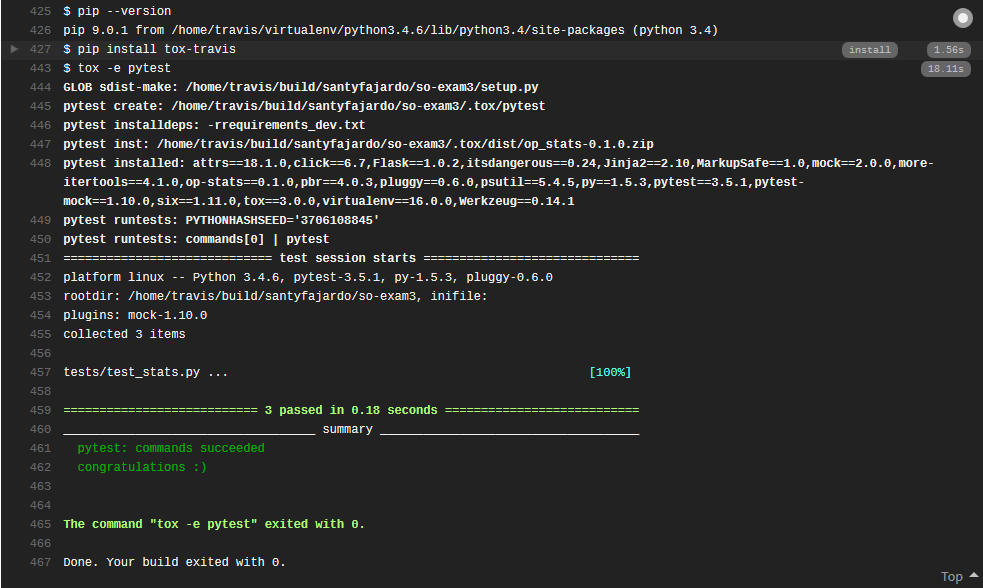 425 $ pip --version
426 pip 9.0.1 from /home/travis/virtualenv/python3.4.6/lib/python3.4/site-packages (python 3.4)
427 $ pip install tox-travis install 1.56s
443 $ tox -e pytest 18.11s
444 GLOB sdist-make: /home/travis/build/santyfajardo/so-exam3/setup.py
445 pytest create: /home/travis/build/santyfajardo/so-exam3/.tox/pytest
446 pytest installdeps: -rrequirements_dev.txt
447 pytest inst: /home/travis/build/santyfajardo/so-exam3/.tox/dist/op_stats-0.1.0.zip
448 pytest installed: attrs==18.1.0,click==6.7,Flask==1.0.2,itsdangerous==0.24,Jinja2==2.10,MarkupSafe==1.0,mock==2.0.0,more-
itertools==4.1.0,op-stats==0.1.0,pbr==4.0.3,pluggy==0.6.0,psutil==5.4.5,py==1.5.3,pytest==3.5.1,pytest-
mock==1.10.0,six==1.11.0,tox==3.0.0,virtualenv==16.0.0,Werkzeug==0.14.1
449 pytest runtests: PYTHONHASHSEED='3706108845'
450 pytest runtests: commands[0] | pytest
451 ============================= test session starts ==============================
452 platform linux -- Python 3.4.6, pytest-3.5.1, py-1.5.3, pluggy-0.6.0
453 rootdir: /home/travis/build/santyfajardo/so-exam3, inifile:
454 plugins: mock-1.10.0
455 collected 3 items
456
457 tests/test_stats.py ... [100%]
458
459 =========================== 3 passed in 0.18 seconds ===========================
460 ___________________________________ summary ____________________________________
461 pytest: commands succeeded
462 congratulations :)
463
464
465 The command "tox -e pytest" exited with 0.
466
467 Done. Your build exited with 0.
Top